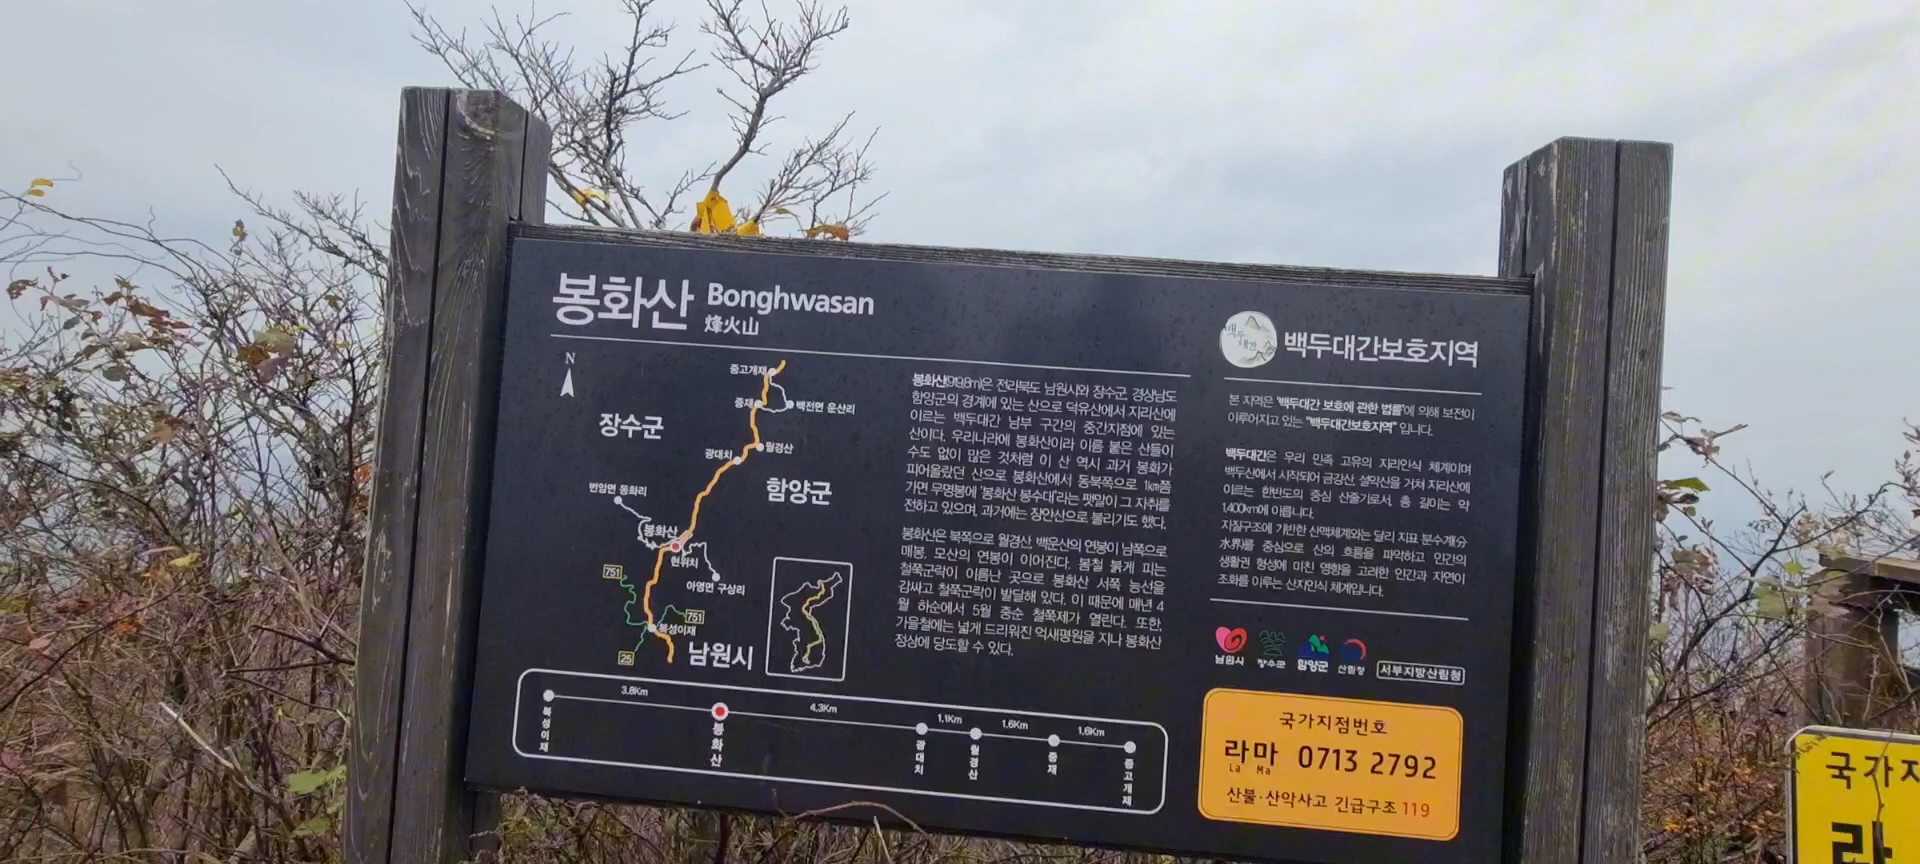 봉화산 Bonghwasan
烽火山
N
중고개재
중재
백전면 운산리
월경산
광대치
장수군
함양군
번암면 동화리
봉화산
현위치
아영면 구상리
751
751
복성이재
25
남원시
봉화산(919.8m)은 전라북도 남원시와 장수군, 경상남도
함양군의 경계에 있는 산으로 덕유산에서 지리산에
이르는 백두대간 남부 구간의 중간지점에 있는
산이다. 우리나라에 봉화산이라 이름 붙은 산들이
수도 없이 많은 것처럼 이 산 역시 과거 봉화가
피어올랐던 산으로 봉화산에서 동북쪽으로 1km쯤
가면 무명봉에 '봉화산 봉수대'라는 팻말이 그 자취를
전하고 있으며, 과거에는 장안산으로 불리기도 했다.
봉화산은 북쪽으로 월경산, 백운산의 연봉이 남쪽으로
매봉, 모산의 연봉이 이어진다. 봄철 붉게 피는
철쭉군락이 이름난 곳으로 봉화산 서쪽 능선을
감싸고 철쭉군락이 발달해 있다. 이 때문에 매년 4
월 하순에서 5월 중순 철쭉제가 열린다. 또한,
가을철에는 넓게 드리워진 억새평원을 지나 봉화산
정상에 당도할 수 있다.
백두대간
백두대간보호지역
본 지역은 '백두대간 보호에 관한 법률'에 의해 보전이
이루어지고 있는 "백두대간보호지역" 입니다.
백두대간은 우리 민족 고유의 지리인식 체계이며
백두산에서 시작되어 금강산, 설악산을 거쳐 지리산에
이르는 한반도의 중심 산줄기로서, 총 길이는 약
1,400km에 이릅니다.
지질구조에 기반한 산맥체계와는 달리 지표 분수계(分
水界)를 중심으로 산의 흐름을 파악하고 인간의
생활권 형성에 미친 영향을 고려한 인간과 자연이
조화를 이루는 산지인식 체계입니다.
남원시 장수군 함양군 산림청 서부지방산림청
3.8Km 4.3Km 1.1Km 1.6Km 1.6Km
복성이재 봉화산 광대치 월경산 중재 중고개재
국가지점번호
라마 0713 2792
La Ma
산불·산악사고 긴급구조 119
국가지
라